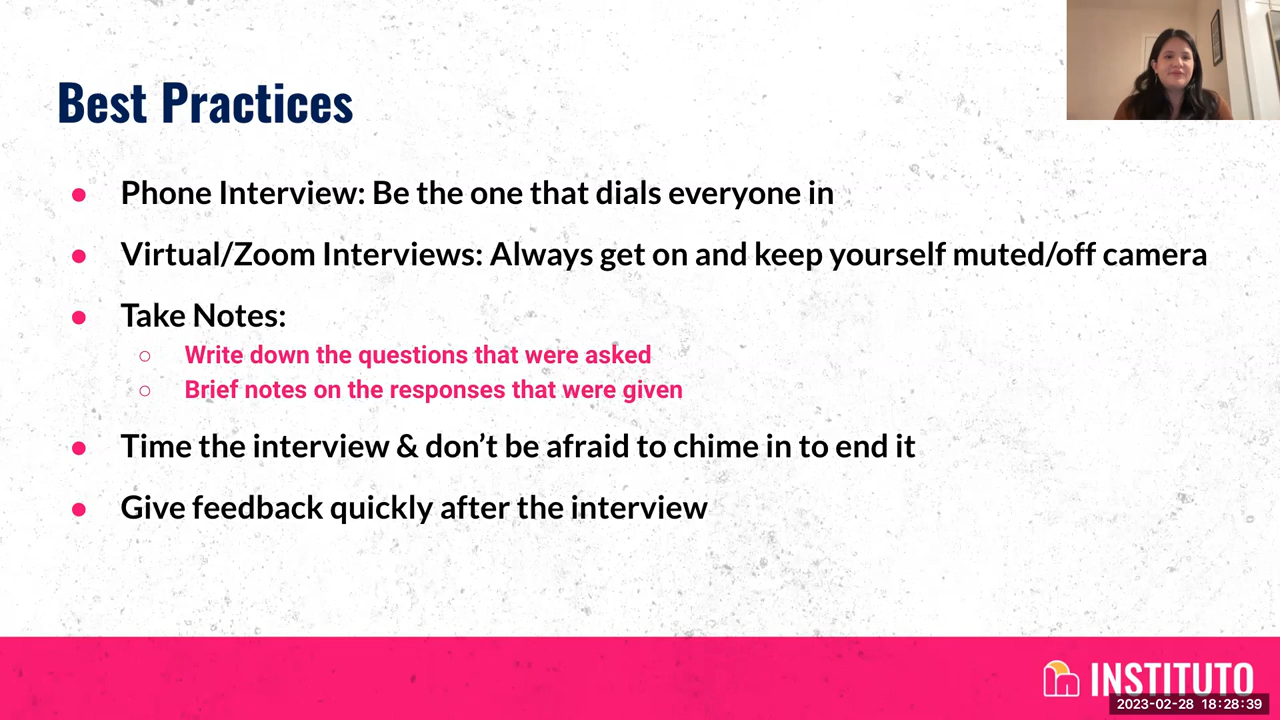 Best Practices
● Phone Interview: Be the one that dials everyone in
● Virtual/Zoom Interviews: Always get on and keep yourself muted/off camera
● Take Notes:
○ Write down the questions that were asked
○ Brief notes on the responses that were given
● Time the interview & don’t be afraid to chime in to end it
● Give feedback quickly after the interview
INSTITUTO
2023-02-28 18:28:39